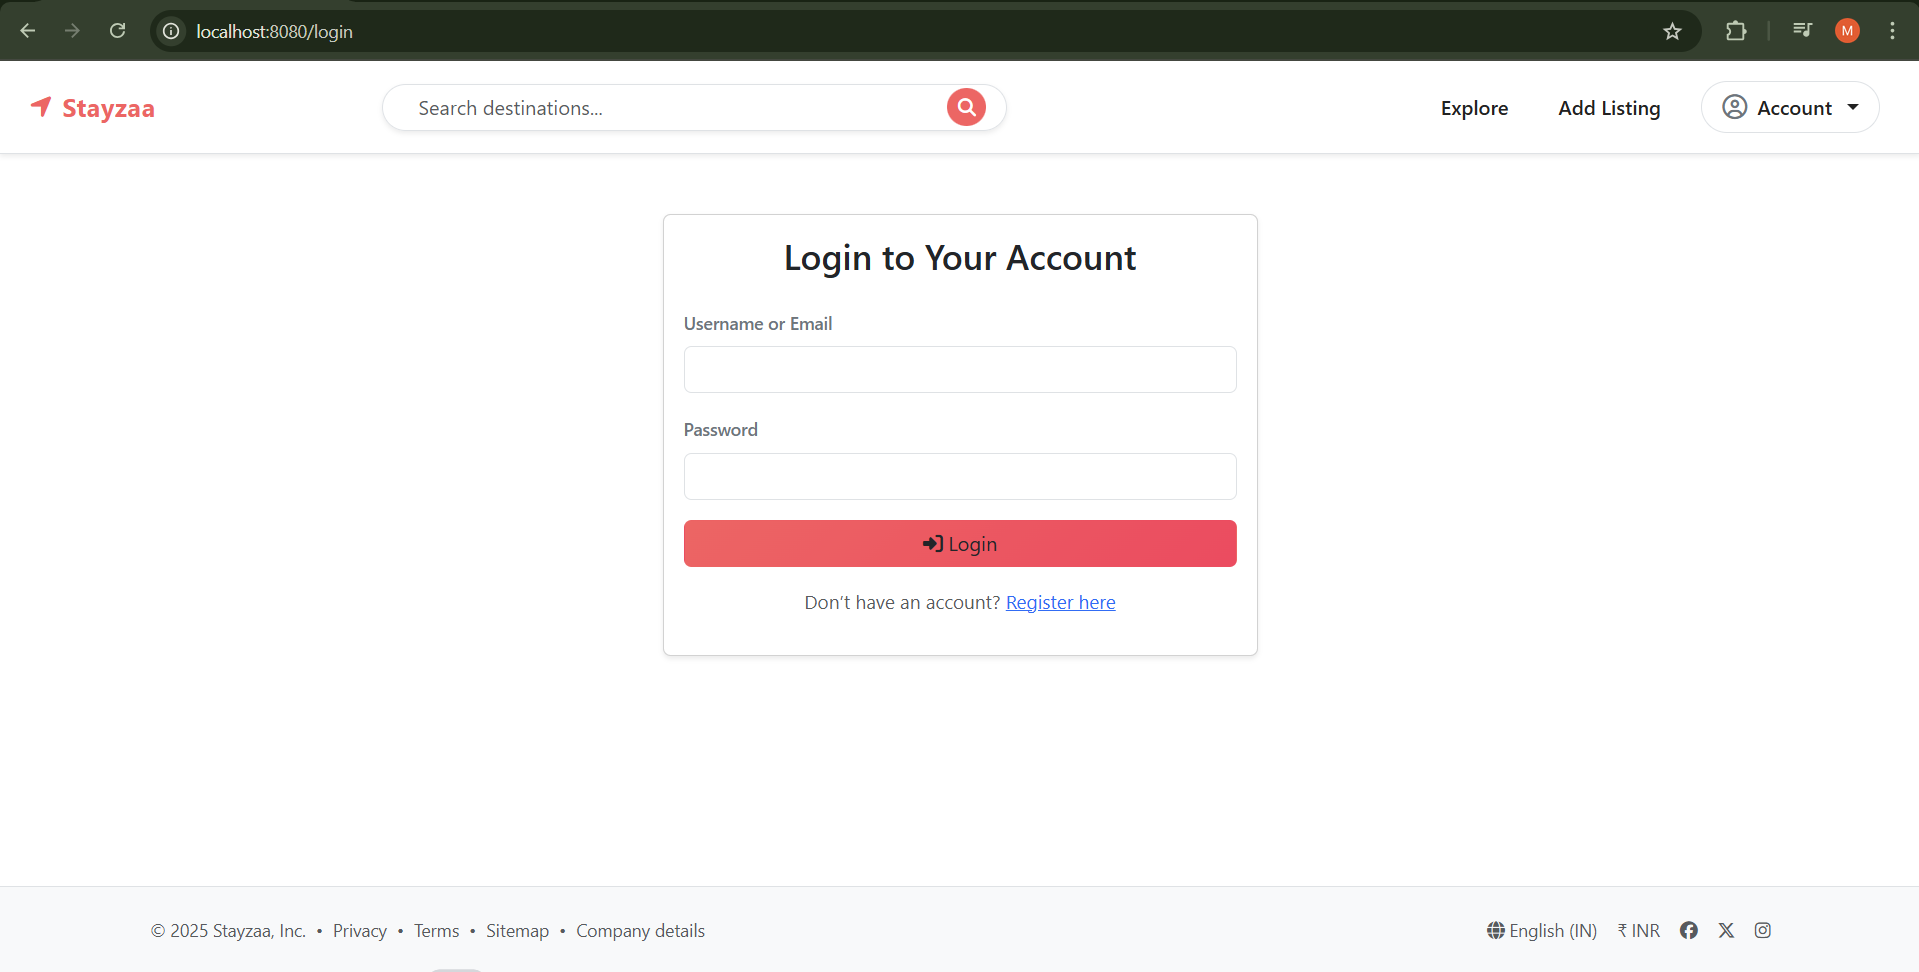 localhost:8080/login
M
Stayzaa
Search destinations...
Explore
Add Listing
Account
Login to Your Account
Username or Email
Password
Login
Don't have an account? Register here
© 2025 Stayzaa, Inc. • Privacy • Terms • Sitemap • Company details
English (IN) ₹ INR